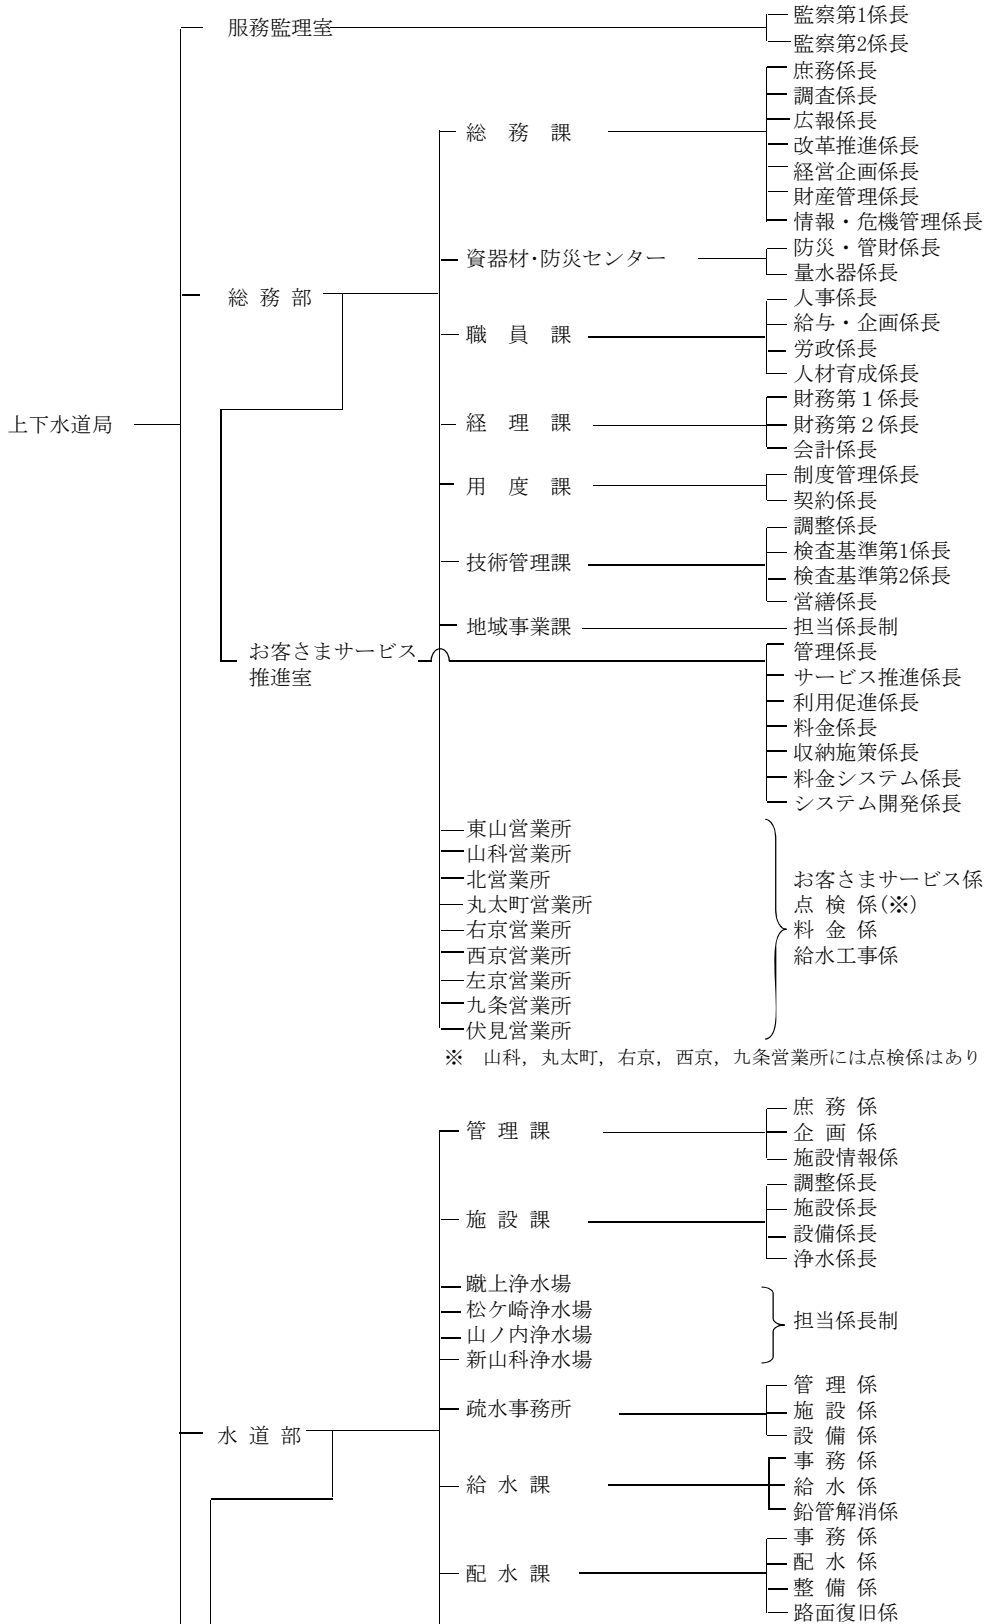 上下水道局
服務監理室
監察第1係長
監察第2係長
総 務 部
総 務 課
庶務係長
調査係長
広報係長
改革推進係長
経営企画係長
財産管理係長
情報・危機管理係長
資器材・防災センター
防災・管財係長
量水器係長
職 員 課
人事係長
給与・企画係長
労政係長
人材育成係長
経 理 課
財務第1係長
財務第2係長
会計係長
用 度 課
制度管理係長
契約係長
技術管理課
調整係長
検査基準第1係長
検査基準第2係長
営繕係長
地域事業課
担当係長制
お客さまサービス
推進室
管理係長
サービス推進係長
利用促進係長
料金係長
収納施策係長
料金システム係長
システム開発係長
東山営業所
山科営業所
北営業所
丸太町営業所
右京営業所
西京営業所
左京営業所
九条営業所
伏見営業所
お客さまサービス係
点 検 係(※)
料 金 係
給水工事係
※ 山科，丸太町，右京，西京，九条営業所には点検係はあり
水 道 部
管 理 課
庶 務 係
企 画 係
施設情報係
施 設 課
調整係長
施設係長
設備係長
浄水係長
蹴上浄水場
松ケ崎浄水場
山ノ内浄水場
新山科浄水場
担当係長制
疏水事務所
管 理 係
施 設 係
設 備 係
給 水 課
事 務 係
給 水 係
鉛管解消係
配 水 課
事 務 係
配 水 係
整 備 係
路面復旧係